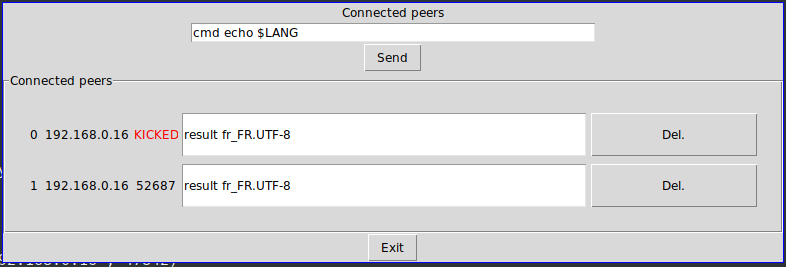 Connected peers
cmd echo $LANG
Send
Connected peers
0 192.168.0.16 KICKED result fr_FR.UTF-8 Del.
1 192.168.0.16 52687 result fr_FR.UTF-8 Del.
Exit